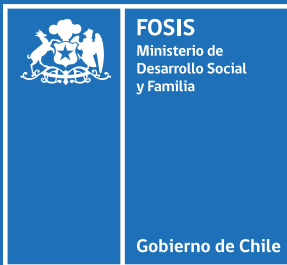 FOSIS
Ministerio de
Desarrollo Social
y Familia
Gobierno de Chile